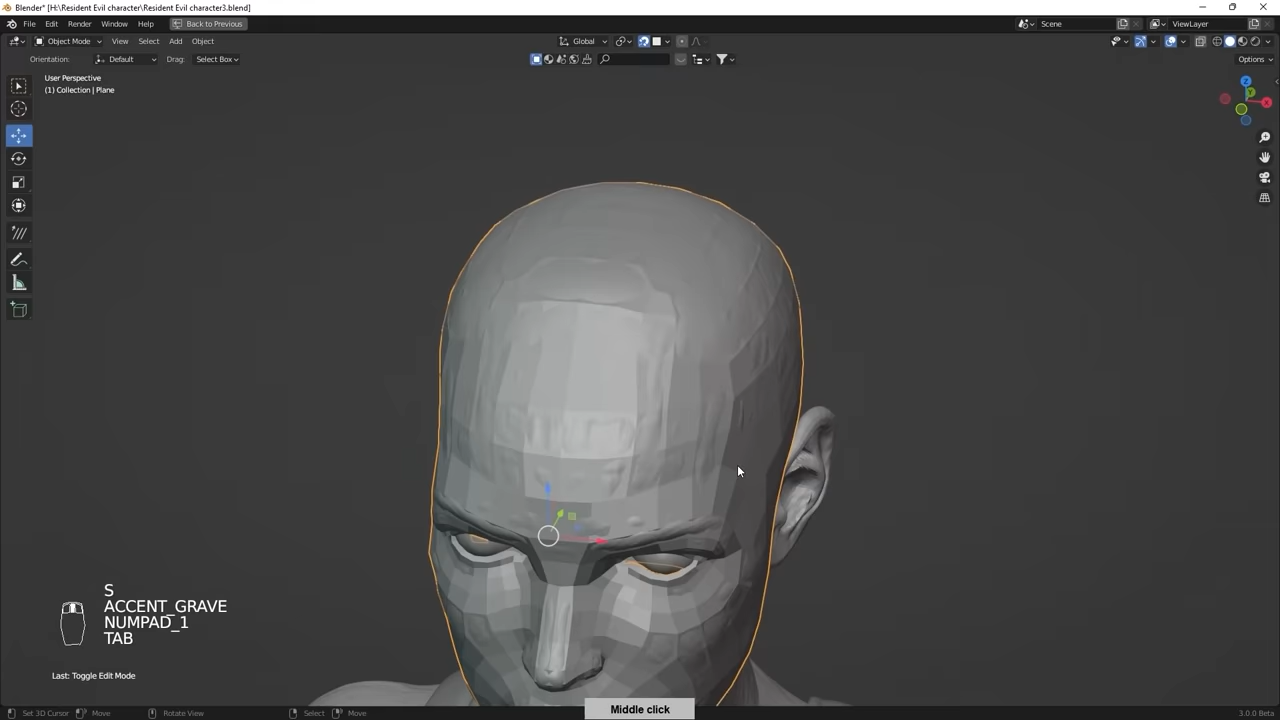 Blender* [H:\Resident Evil character\Resident Evil character3.blend]
File Edit Render Window Help Back to Previous Scene ViewLayer
Object Mode View Select Add Object Global
Orientation: Default Drag: Select Box Options
User Perspective
(1) Collection | Plane
Z
Y
X
S
ACCENT_GRAVE
NUMPAD_1
TAB
Last: Toggle Edit Mode
Middle click
Set 3D Cursor Move Rotate View Select Move 3.0.0 Beta